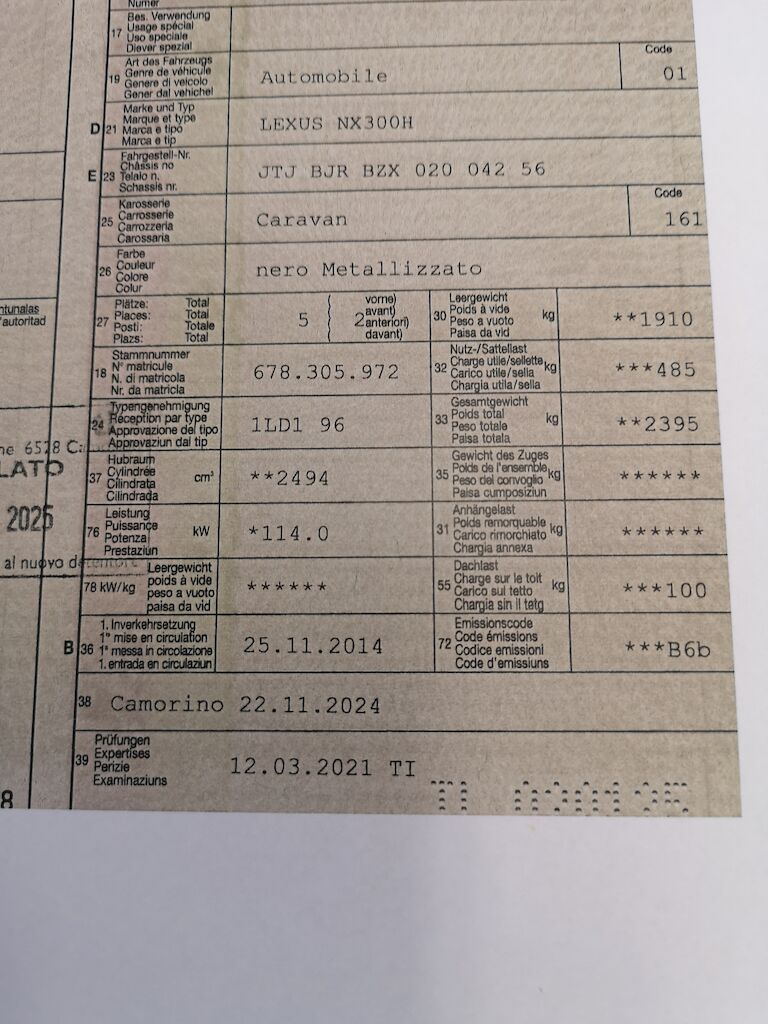 Numer
17 Bes. Verwendung
Usage spécial
Uso speciale
Diever spezial
19 Art des Fahrzeugs
Genre de véhicule
Genere di veicolo
Gener dal vehichel
Automobile
Code
01
D 21 Marke und Typ
Marque et type
Marca e tipo
Marca e tip
LEXUS NX300H
E 23 Fahrgestell-Nr.
Châssis no
Telaio n.
Schassis nr.
JTJ BJR BZX 020 042 56
25 Karosserie
Carrosserie
Carrozzeria
Carossaria
Caravan
Code
161
26 Farbe
Couleur
Colore
Colur
nero Metallizzato
27 Plätze: Total
Places: Total
Posti: Totale
Plazs: Total
5 ( 2 vorne)
( avant)
( anteriori)
( davant)
30 Leergewicht
Poids à vide kg
Peso a vuoto
Paisa da vid
**1910
18 Stammnummer
N° matricule
N. di matricola
Nr. da matricla
678.305.972
32 Nutz-/Sattellast
Charge utile/sellette kg
Carico utile/sella
Chargia utila/sella
***485
24 Typengenehmigung
Réception par type
Approvazione del tipo
Approvaziun dal tip
1LD1 96
33 Gesamtgewicht
Poids total kg
Peso totale
Paisa totala
**2395
37 Hubraum
Cylindrée cm³
Cilindrata
Cilindrada
**2494
35 Gewicht des Zuges
Poids de l'ensemble kg
Peso del convoglio
Paisa cumposiziun
******
76 Leistung
Puissance kW
Potenza
Prestaziun
*114.0
31 Anhängelast
Poids remorquable kg
Carico rimorchiato
Chargia annexa
******
78 kW/kg Leergewicht
poids à vide
peso a vuoto
paisa da vid
******
55 Dachlast
Charge sur le toit kg
Carico sul tetto
Chargia sin il tetg
***100
B 36 1. Inverkehrsetzung
1re mise en circulation
1a messa in circolazione
1. entrada en circulaziun
25.11.2014
72 Emissionscode
Code émissions
Codice emissioni
Code d'emissiuns
***B6b
38 Camorino 22.11.2024
39 Prüfungen
Expertises
Perizie
Examinaziuns
12.03.2021 TI
TI
'autoritad
6528
LATO
2025
al nuovo detentore
8